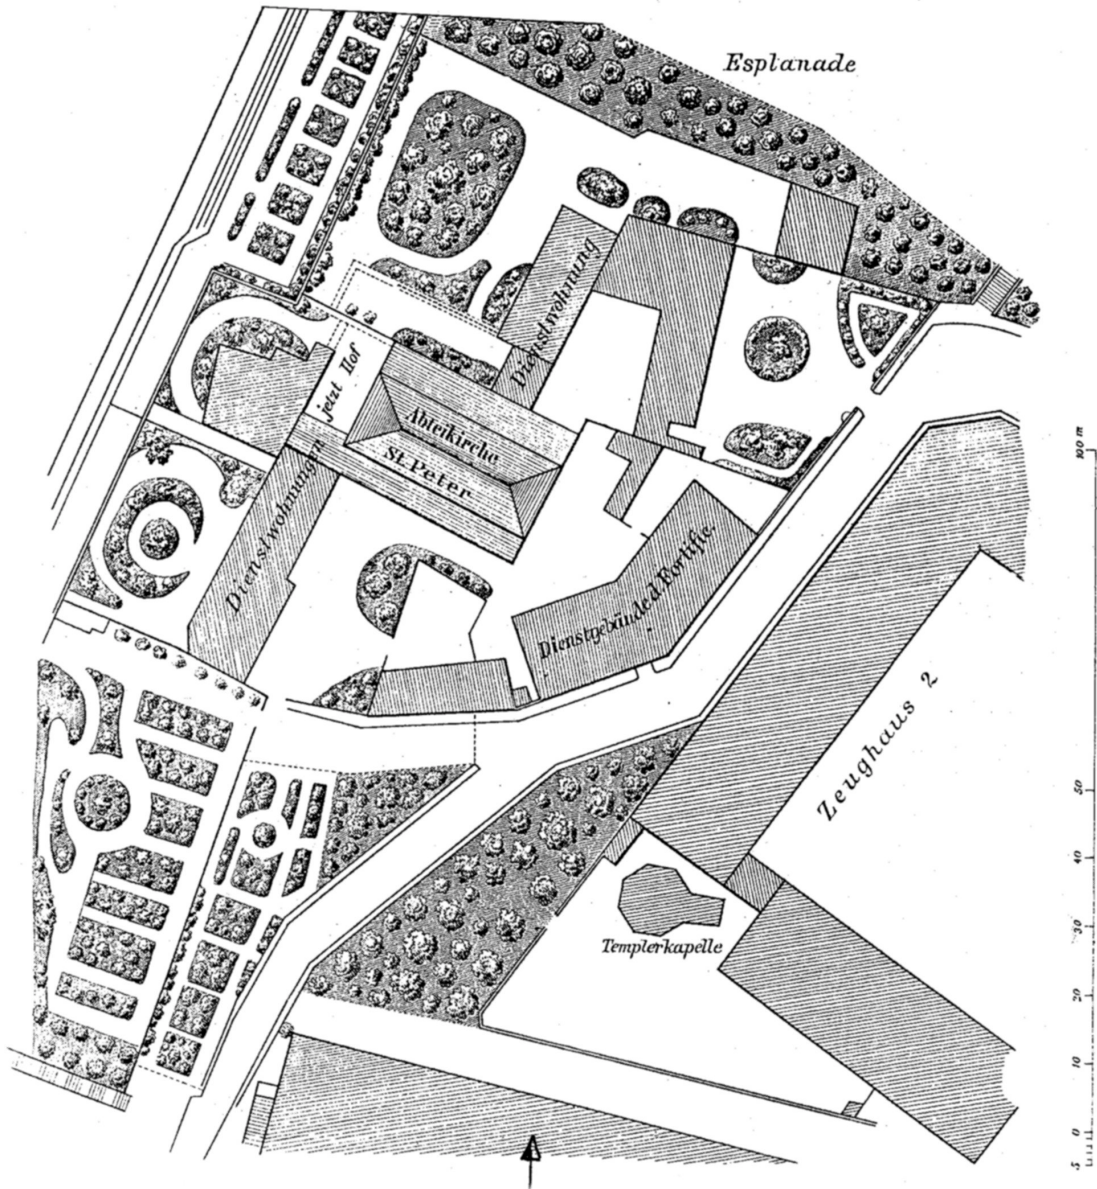 Esplanade
Dienstwohnung
jetzt Hof
Abteikirche
St. Peter
Dienstwohnungen
Dienstgebäude d. Fortific.
Zeughaus 2
Templerkapelle
100 m
50
40
30
20
10
0
5